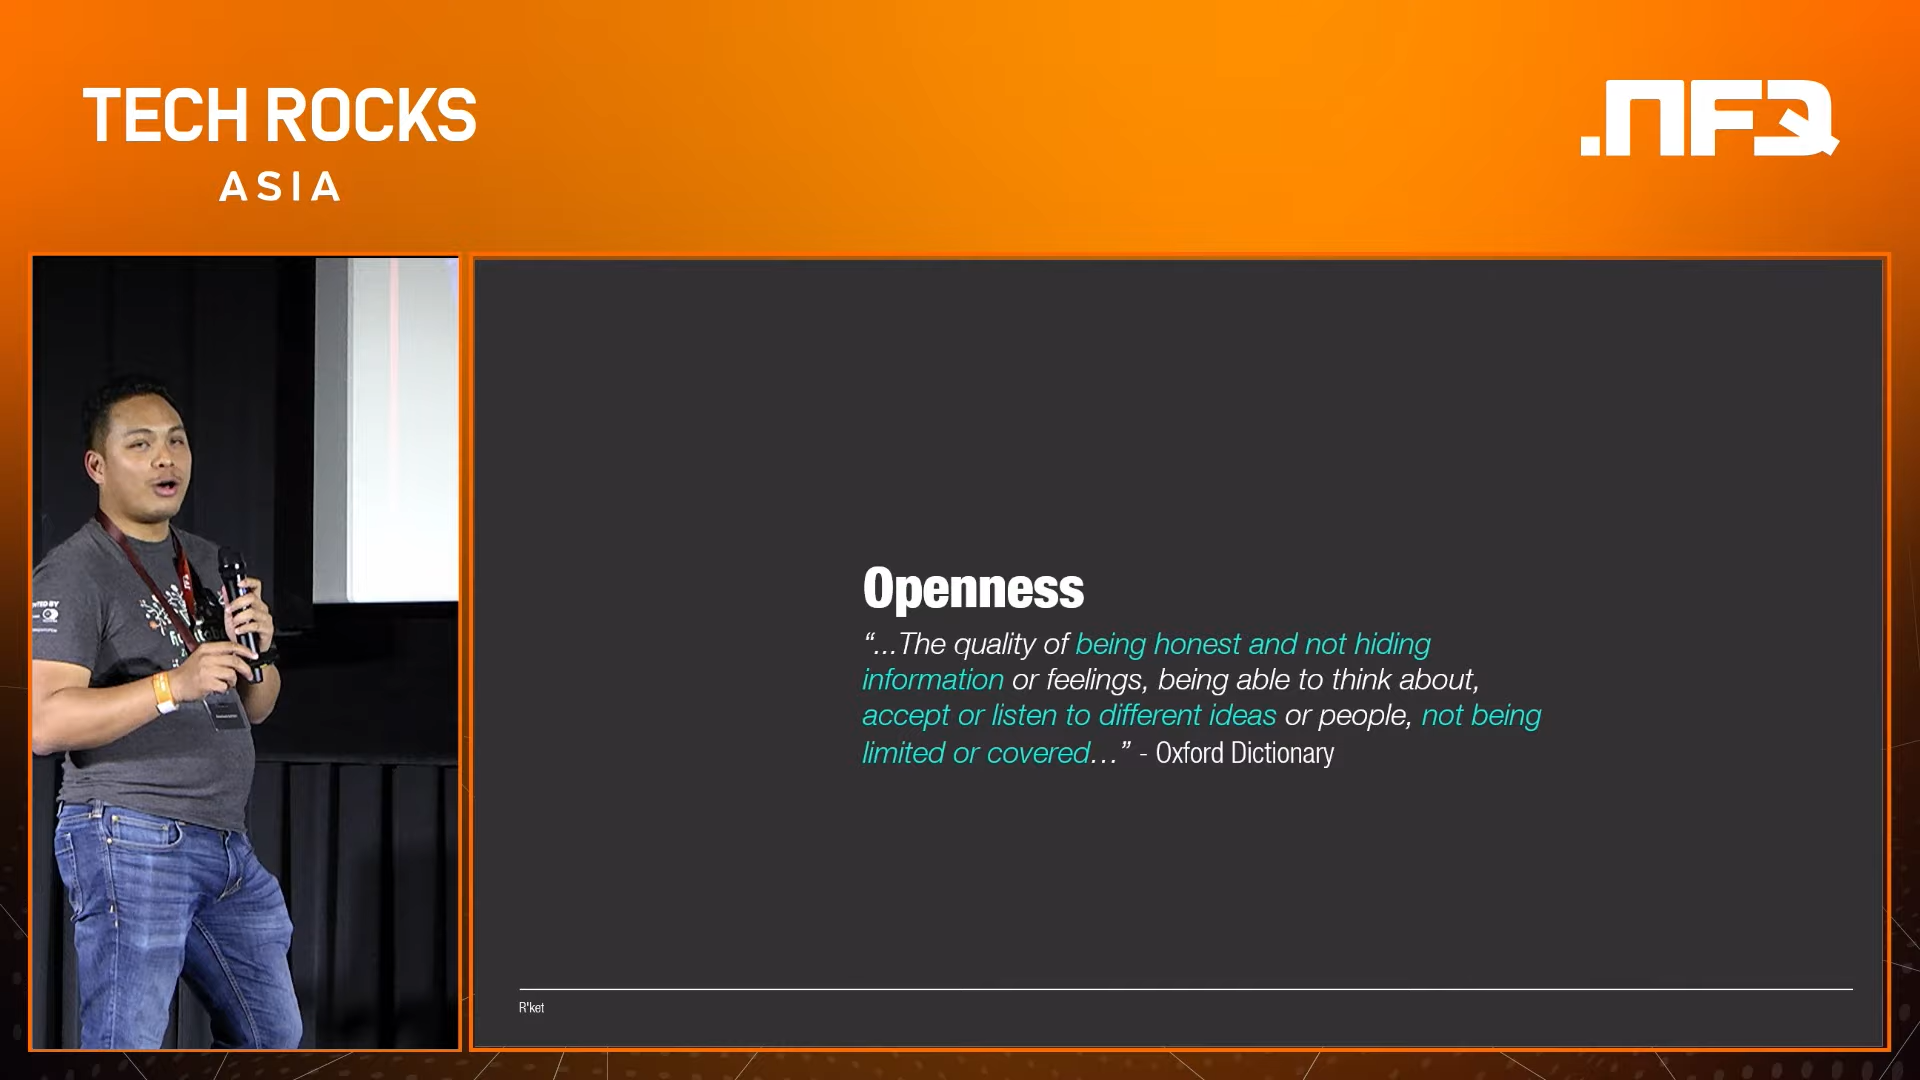 TECH ROCKS
ASIA
.NFQ
Openness
“...The quality of being honest and not hiding
information or feelings, being able to think about,
accept or listen to different ideas or people, not being
limited or covered…” - Oxford Dictionary
R'ket